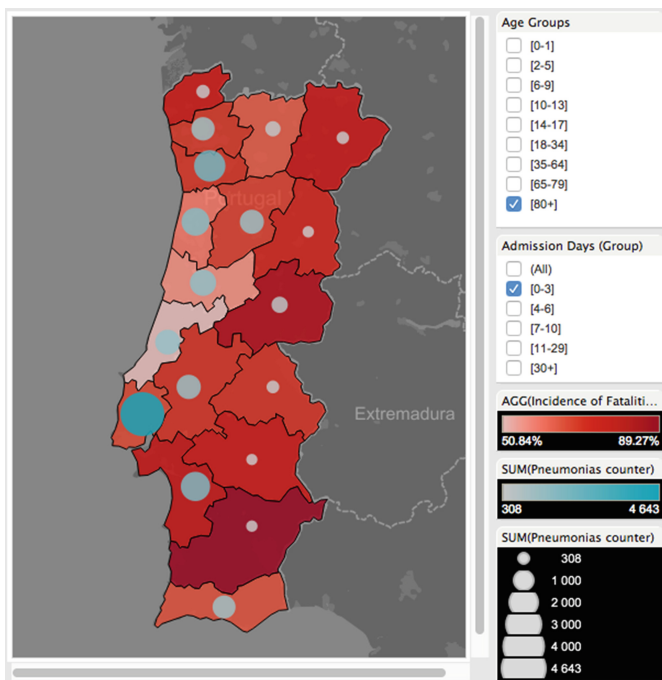 Portugal
Extremadura
Age Groups
[0-1]
[2-5]
[6-9]
[10-13]
[14-17]
[18-34]
[35-64]
[65-79]
[80+]
Admission Days (Group)
(All)
[0-3]
[4-6]
[7-10]
[11-29]
[30+]
AGG(Incidence of Fataliti...
50.84% 89.27%
SUM(Pneumonias counter)
308 4 643
SUM(Pneumonias counter)
308
1 000
2 000
3 000
4 000
4 643